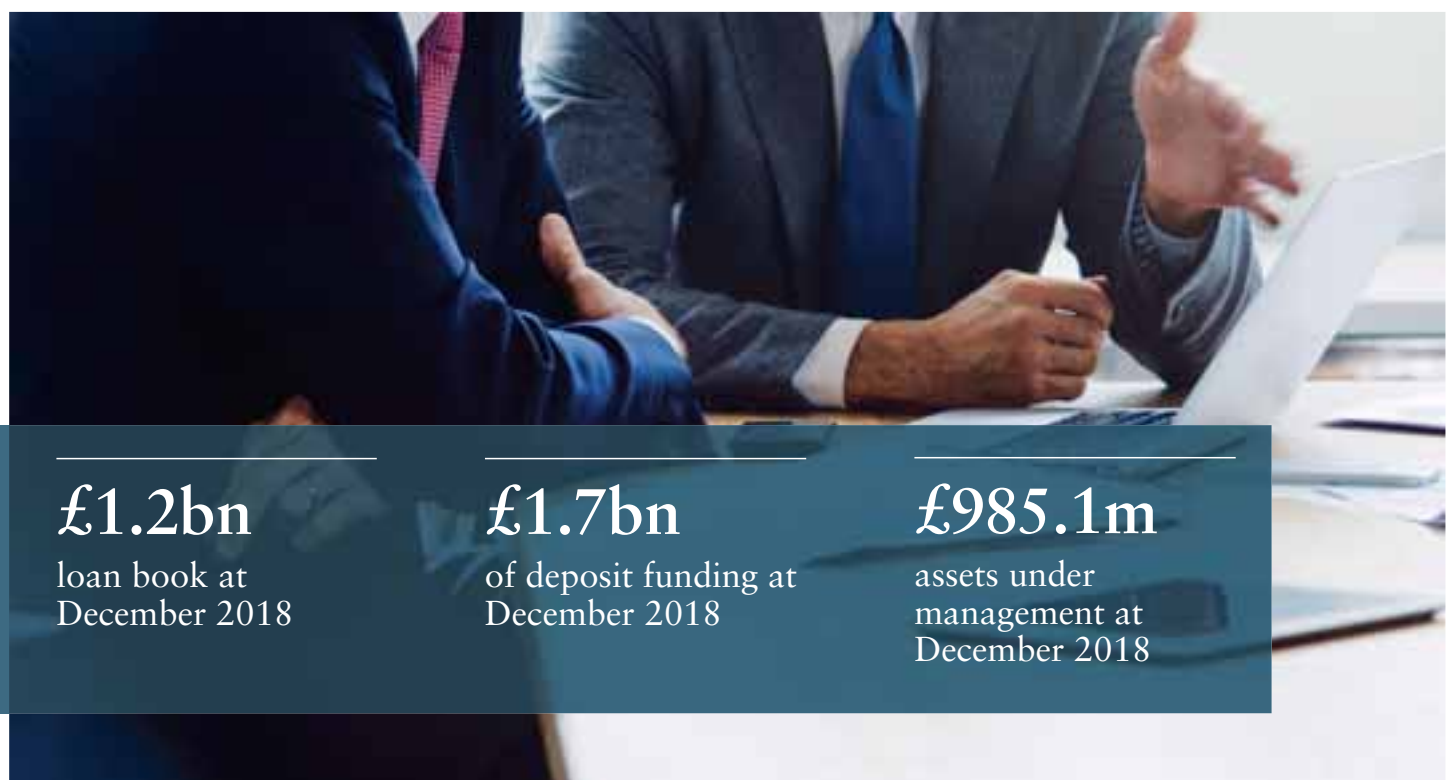 £1.2bn
loan book at
December 2018
£1.7bn
of deposit funding at
December 2018
£985.1m
assets under
management at
December 2018